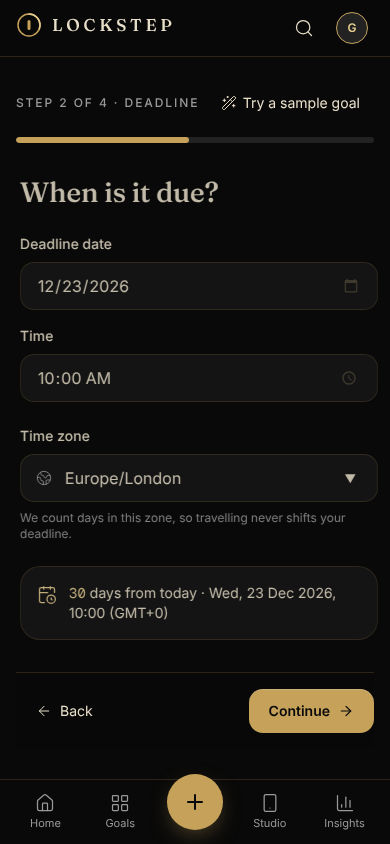 LOCKSTEP
G
STEP 2 OF 4 · DEADLINE
Try a sample goal
When is it due?
Deadline date
12/23/2026
Time
10:00 AM
Time zone
Europe/London
We count days in this zone, so travelling never shifts your
deadline.
30 days from today · Wed, 23 Dec 2026,
10:00 (GMT+0)
Back
Continue
Home
Goals
Studio
Insights